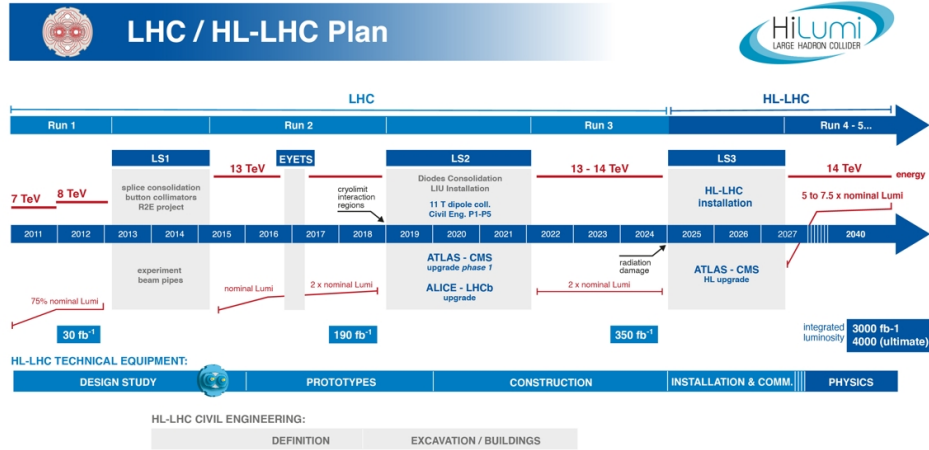 LHC / HL-LHC Plan
HiLumi
LARGE HADRON COLLIDER
LHC
HL-LHC
Run 1
Run 2
Run 3
Run 4 - 5...
LS1
EYETS
LS2
LS3
7 TeV
8 TeV
13 TeV
13 - 14 TeV
14 TeV
energy
splice consolidation
button collimators
R2E project
cryolimit
interaction
regions
Diodes Consolidation
LIU Installation
11 T dipole coll.
Civil Eng. P1-P5
HL-LHC
installation
5 to 7.5 x nominal Lumi
2011 2012 2013 2014 2015 2016 2017 2018 2019 2020 2021 2022 2023 2024 2025 2026 2027 2040
experiment
beam pipes
ATLAS - CMS
upgrade phase 1
ALICE - LHCb
upgrade
radiation
damage
ATLAS - CMS
HL upgrade
75% nominal Lumi
nominal Lumi
2 x nominal Lumi
2 x nominal Lumi
30 fb-1
190 fb-1
350 fb-1
integrated
luminosity
3000 fb-1
4000 (ultimate)
HL-LHC TECHNICAL EQUIPMENT:
DESIGN STUDY
PROTOTYPES
CONSTRUCTION
INSTALLATION & COMM.
PHYSICS
HL-LHC CIVIL ENGINEERING:
DEFINITION
EXCAVATION / BUILDINGS